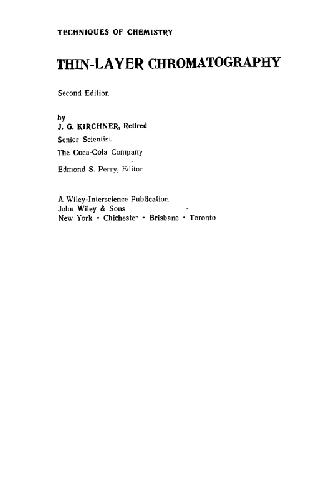 TECHNIQUES OF CHEMISTRY
THIN-LAYER CHROMATOGRAPHY
Second Edition
by
J. G. KIRCHNER, Retired
Senior Scientist
The Coca-Cola Company
Edmond S. Perry, Editor
A Wiley-Interscience Publication
John Wiley & Sons
New York • Chichester • Brisbane • Toronto